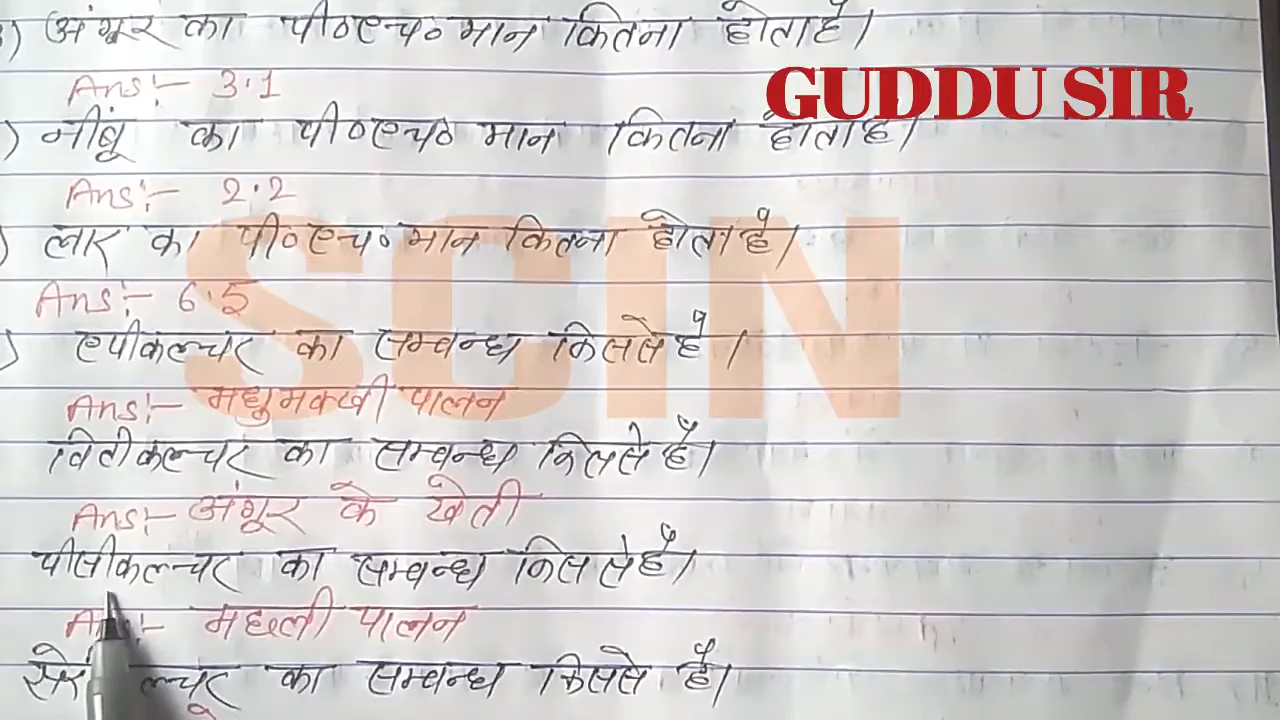 ) अंगूर का पी०एच० मान कितना होता है।
Ans:- 3.1
GUDDU SIR
) नींबू का पी०एच० मान कितना होता है।
Ans:- 2.2
) लार का पी०एच० मान कितना होता है।
Ans:- 6.5
) एपीकल्चर का सम्बन्ध किससे है।
Ans:- मधुमक्खी पालन
विटीकल्चर का सम्बन्ध किससे है।
Ans:- अंगूर के खेती
पीसीकल्चर का सम्बन्ध किससे है।
Ans:- मछली पालन
का सम्बन्ध किससे है।
SCIN